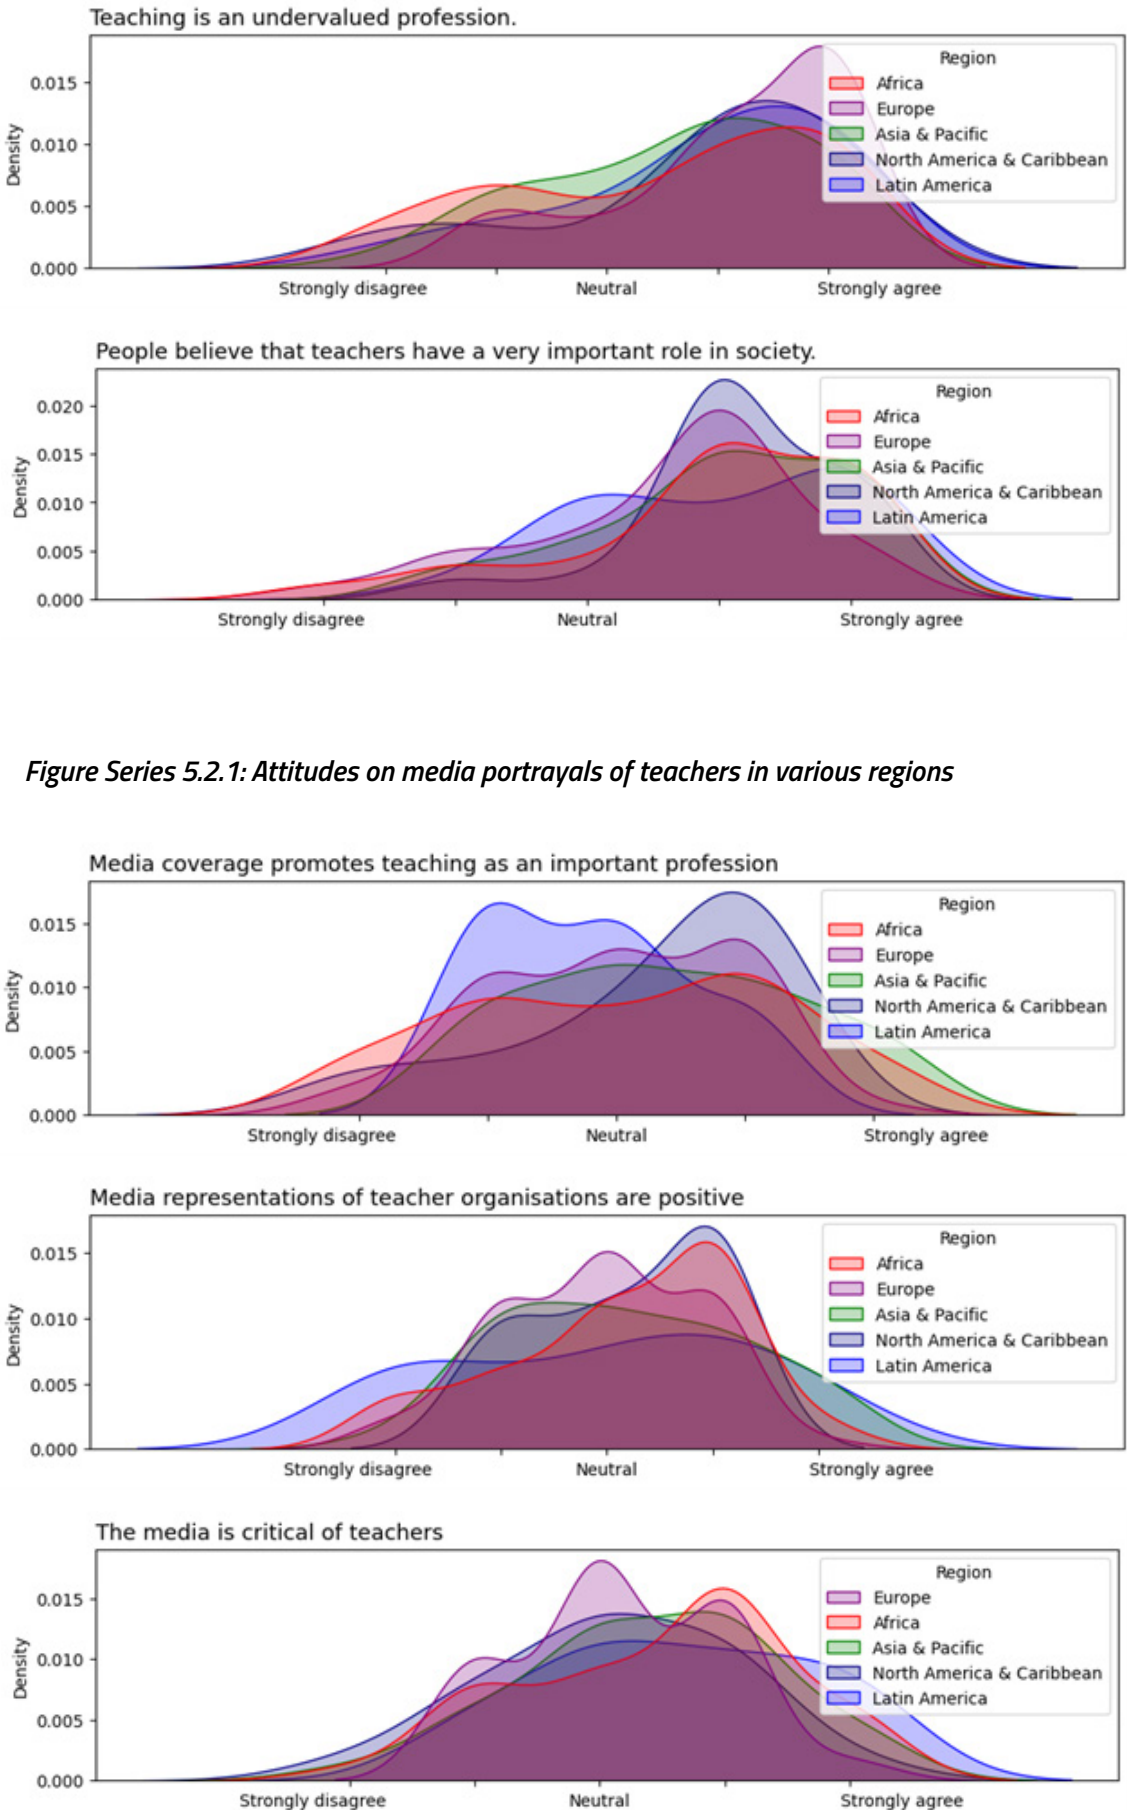 Teaching is an undervalued profession.
Density
0.015
0.010
0.005
0.000
Region
Africa
Europe
Asia & Pacific
North America & Caribbean
Latin America
Strongly disagree Neutral Strongly agree
People believe that teachers have a very important role in society.
Density
0.020
0.015
0.010
0.005
0.000
Region
Africa
Europe
Asia & Pacific
North America & Caribbean
Latin America
Strongly disagree Neutral Strongly agree
Figure Series 5.2.1: Attitudes on media portrayals of teachers in various regions
Media coverage promotes teaching as an important profession
Density
0.015
0.010
0.005
0.000
Region
Africa
Europe
Asia & Pacific
North America & Caribbean
Latin America
Strongly disagree Neutral Strongly agree
Media representations of teacher organisations are positive
Density
0.015
0.010
0.005
0.000
Region
Africa
Europe
Asia & Pacific
North America & Caribbean
Latin America
Strongly disagree Neutral Strongly agree
The media is critical of teachers
Density
0.015
0.010
0.005
0.000
Region
Europe
Africa
Asia & Pacific
North America & Caribbean
Latin America
Strongly disagree Neutral Strongly agree